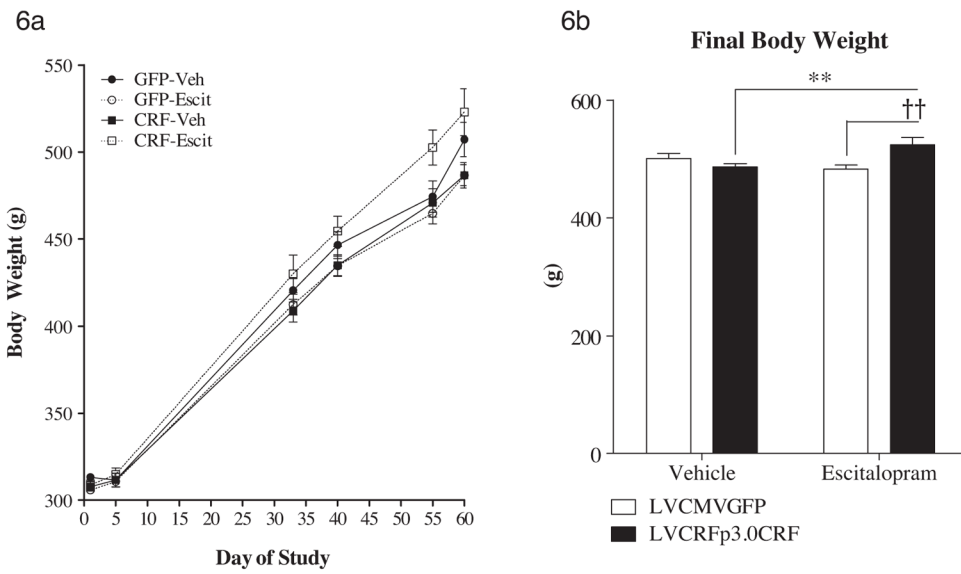 6a
550
500
450
400
350
300
Body Weight (g)
GFP-Veh
GFP-Escit
CRF-Veh
CRF-Escit
0 5 10 15 20 25 30 35 40 45 50 55 60
Day of Study
6b
Final Body Weight
**
††
600
400
200
0
(g)
Vehicle Escitalopram
LVCMVGFP
LVCRFp3.0CRF